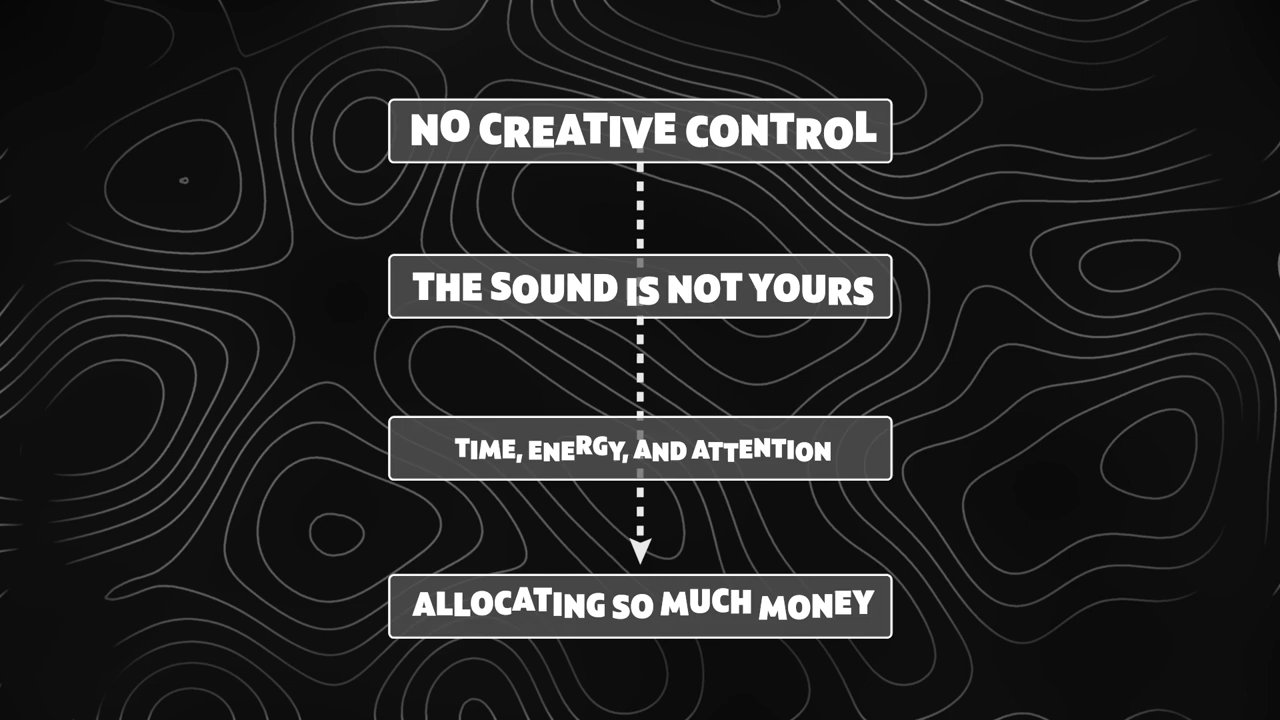 NO CREATIVE CONTROL
THE SOUND IS NOT YOURS
TIME, ENERGY, AND ATTENTION
ALLOCATING SO MUCH MONEY